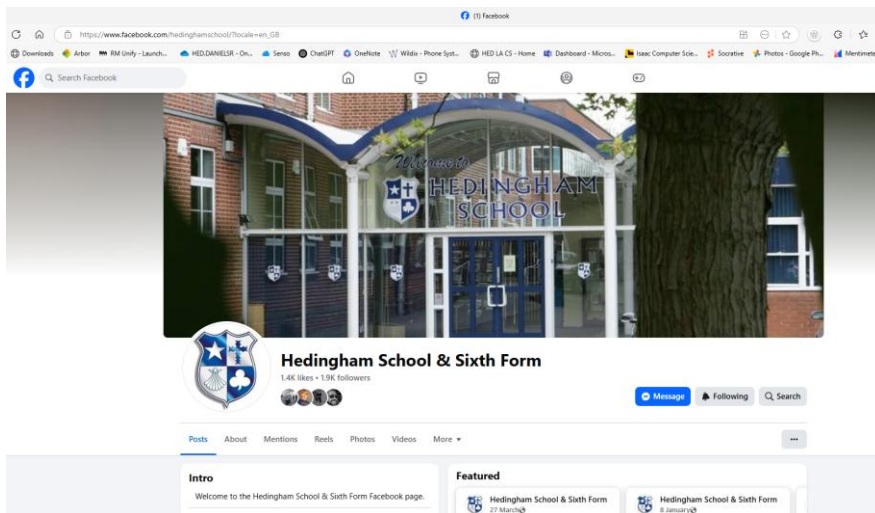 (1) Facebook
https://www.facebook.com/hedinghamschool/?locale=en_GB
Downloads Arbor RM Unify - Launch... HED.DANIELSR - On... Senso ChatGPT OneNote Wildix - Phone Syst... HED LA CS - Home Dashboard - Micros... Isaac Computer Scie... Socrative Photos - Google Ph... Mentimete
Search Facebook
Welcome to
HEDINGHAM
SCHOOL
Hedingham School & Sixth Form
1.4K likes • 1.9K followers
Message Following Search
Posts About Mentions Reels Photos Videos More
Intro
Welcome to the Hedingham School & Sixth Form Facebook page.
Featured
Hedingham School & Sixth Form
27 March
Hedingham School & Sixth Form
8 January